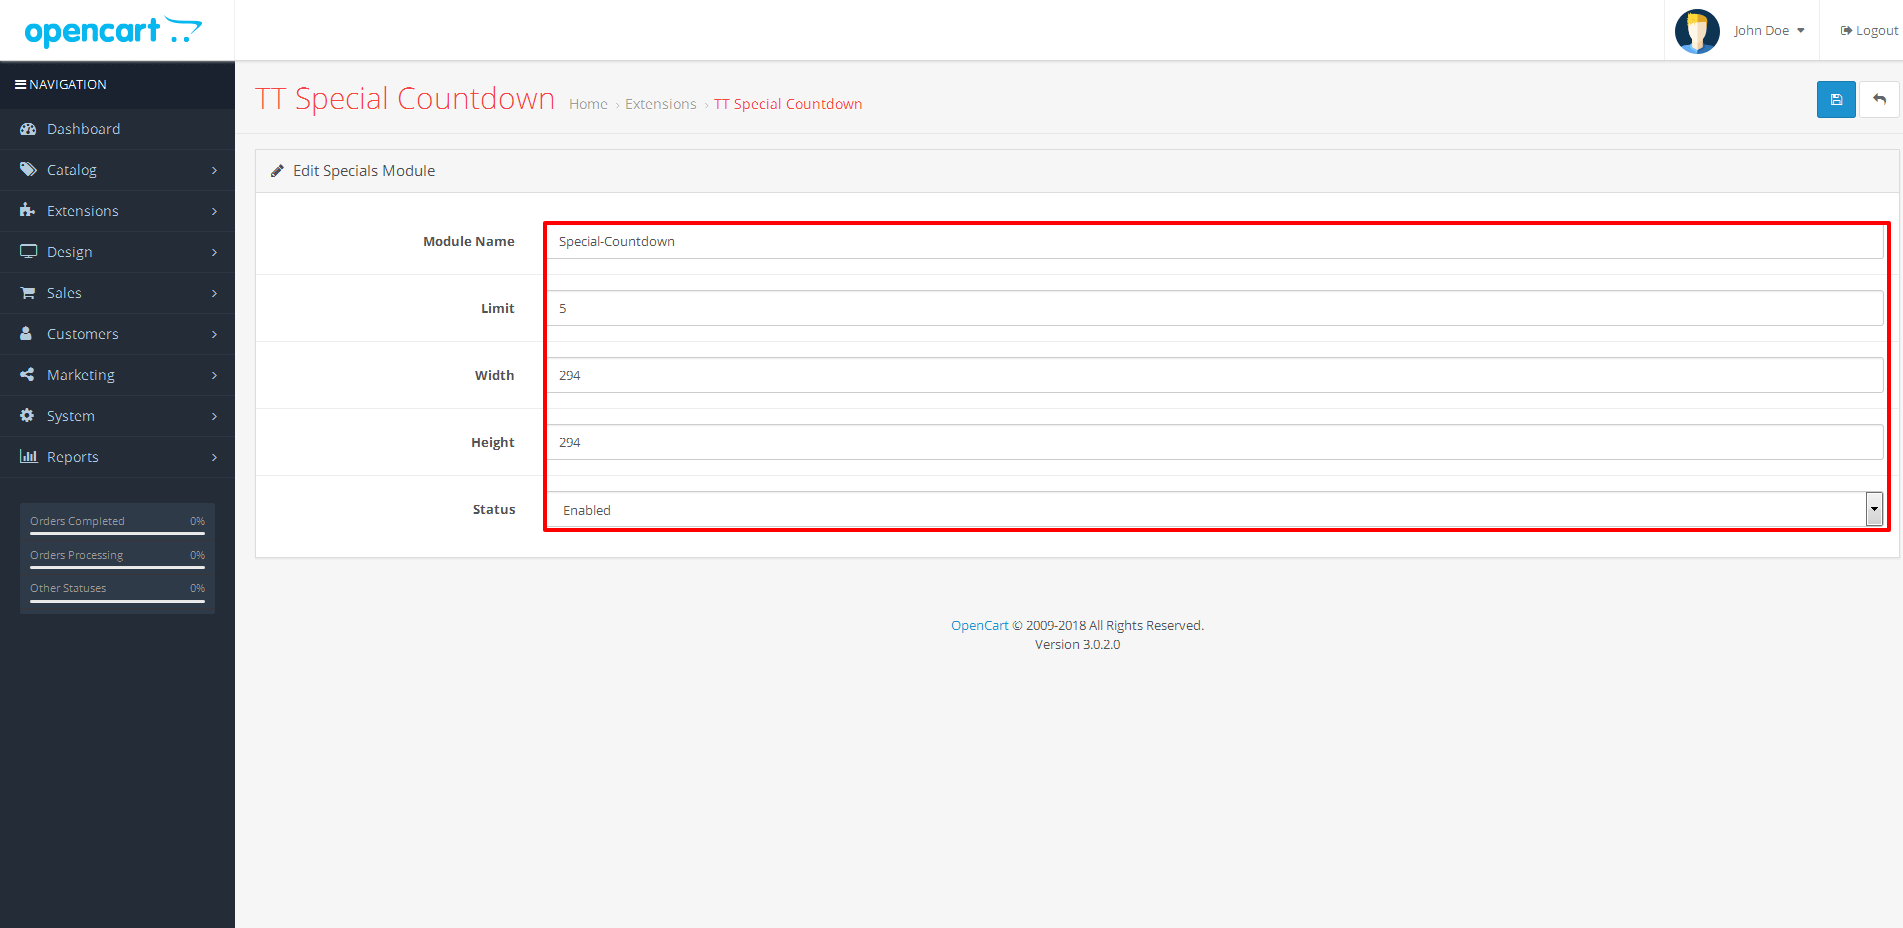 opencart
John Doe
Logout
NAVIGATION
Dashboard
Catalog
Extensions
Design
Sales
Customers
Marketing
System
Reports
Orders Completed 0%
Orders Processing 0%
Other Statuses 0%
TT Special Countdown
Home › Extensions › TT Special Countdown
Edit Specials Module
Module Name Special-Countdown
Limit 5
Width 294
Height 294
Status Enabled
OpenCart © 2009-2018 All Rights Reserved.
Version 3.0.2.0